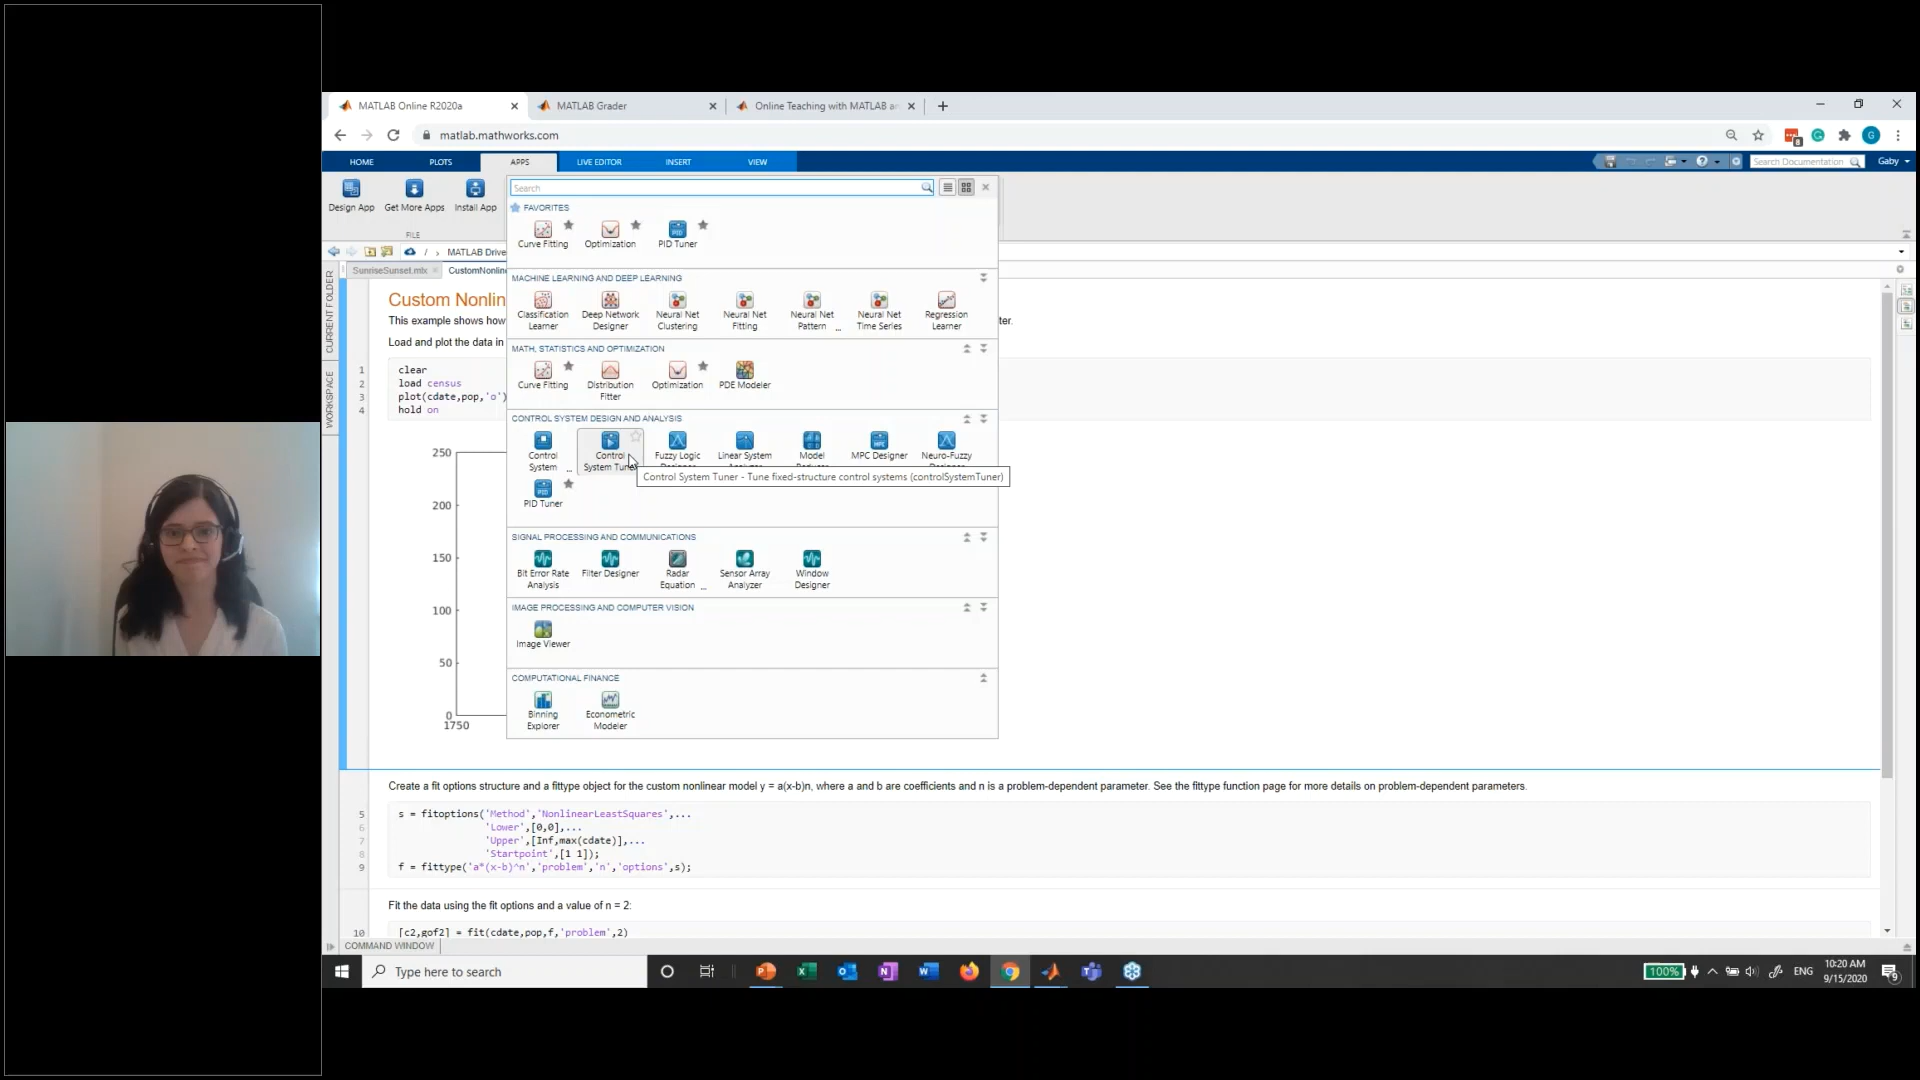 MATLAB Online R2020a
MATLAB Grader
Online Teaching with MATLAB an
matlab.mathworks.com
HOME PLOTS APPS LIVE EDITOR INSERT VIEW
Search Documentation
Gaby
Design App Get More Apps Install App
FILE
Search
FAVORITES
Curve Fitting Optimization PID Tuner
/ › MATLAB Drive
SunriseSunset.mlx
CustomNonlin
CURRENT FOLDER
WORKSPACE
MACHINE LEARNING AND DEEP LEARNING
Classification Learner
Deep Network Designer
Neural Net Clustering
Neural Net Fitting
Neural Net Pattern ...
Neural Net Time Series
Regression Learner
MATH, STATISTICS AND OPTIMIZATION
Curve Fitting
Distribution Fitter
Optimization
PDE Modeler
CONTROL SYSTEM DESIGN AND ANALYSIS
Control System ...
Control System Tuner
Fuzzy Logic
Linear System
Model
MPC Designer
Neuro-Fuzzy
Control System Tuner - Tune fixed-structure control systems (controlSystemTuner)
PID Tuner
SIGNAL PROCESSING AND COMMUNICATIONS
Bit Error Rate Analysis
Filter Designer
Radar Equation ...
Sensor Array Analyzer
Window Designer
IMAGE PROCESSING AND COMPUTER VISION
Image Viewer
COMPUTATIONAL FINANCE
Binning Explorer
Econometric Modeler
Custom Nonlin
This example shows how
ter.
Load and plot the data in
1 clear
2 load census
3 plot(cdate,pop,'o')
4 hold on
250
200
150
100
50
0
1750
Create a fit options structure and a fittype object for the custom nonlinear model y = a(x-b)n, where a and b are coefficients and n is a problem-dependent parameter. See the fittype function page for more details on problem-dependent parameters.
5 s = fitoptions('Method','NonlinearLeastSquares',...
6 'Lower',[0,0],...
7 'Upper',[Inf,max(cdate)],...
8 'Startpoint',[1 1]);
9 f = fittype('a*(x-b)^n','problem','n','options',s);
Fit the data using the fit options and a value of n = 2:
10 [c2,gof2] = fit(cdate,pop,f,'problem',2)
COMMAND WINDOW
Type here to search
100%
ENG
10:20 AM
9/15/2020
9